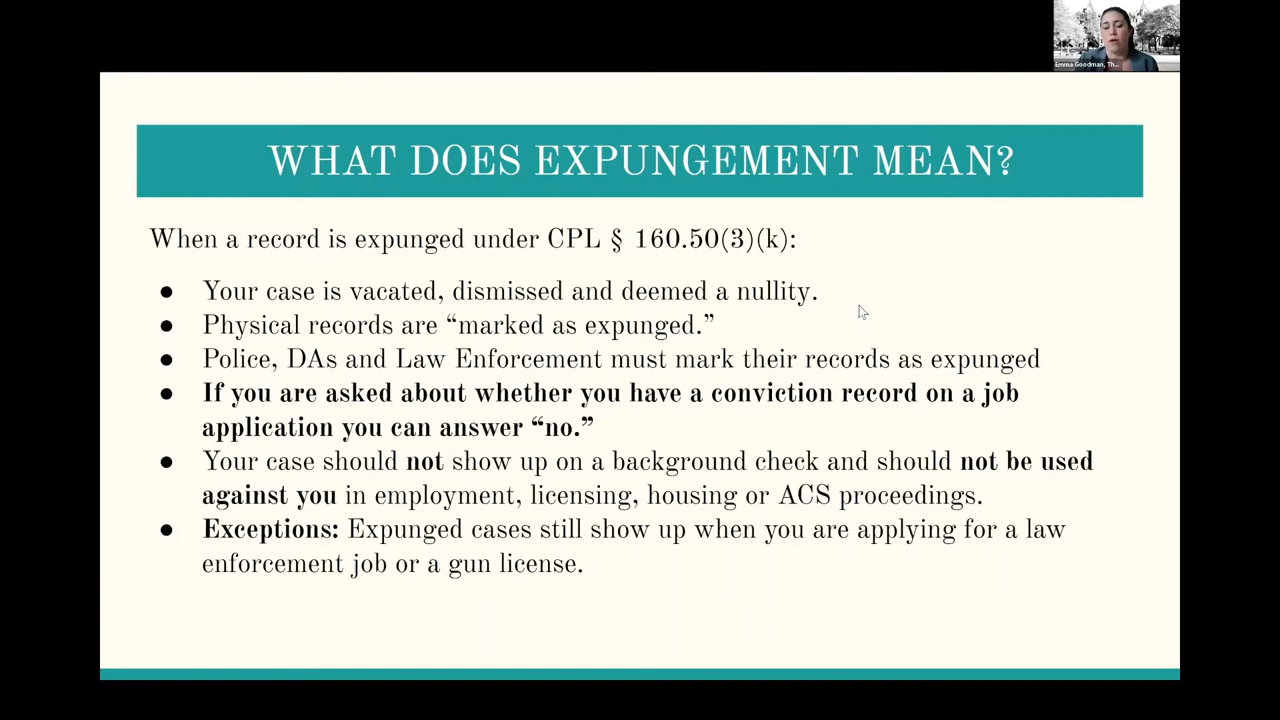 Emma Goodman, Th...
WHAT DOES EXPUNGEMENT MEAN?
When a record is expunged under CPL § 160.50(3)(k):
● Your case is vacated, dismissed and deemed a nullity.
● Physical records are “marked as expunged.”
● Police, DAs and Law Enforcement must mark their records as expunged
● If you are asked about whether you have a conviction record on a job
application you can answer “no.”
● Your case should not show up on a background check and should not be used
against you in employment, licensing, housing or ACS proceedings.
● Exceptions: Expunged cases still show up when you are applying for a law
enforcement job or a gun license.